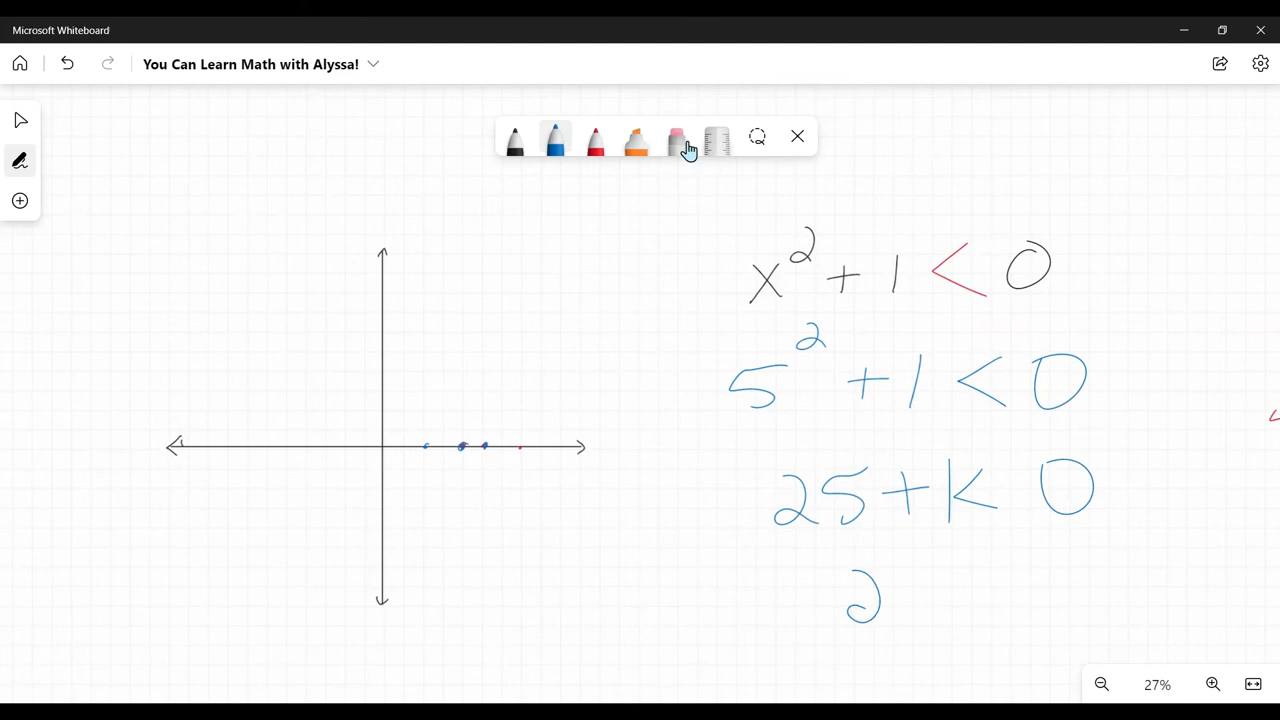 Microsoft Whiteboard
You Can Learn Math with Alyssa!
x² + 1 < 0
5² + 1 < 0
25 + 1< 0
2
27%